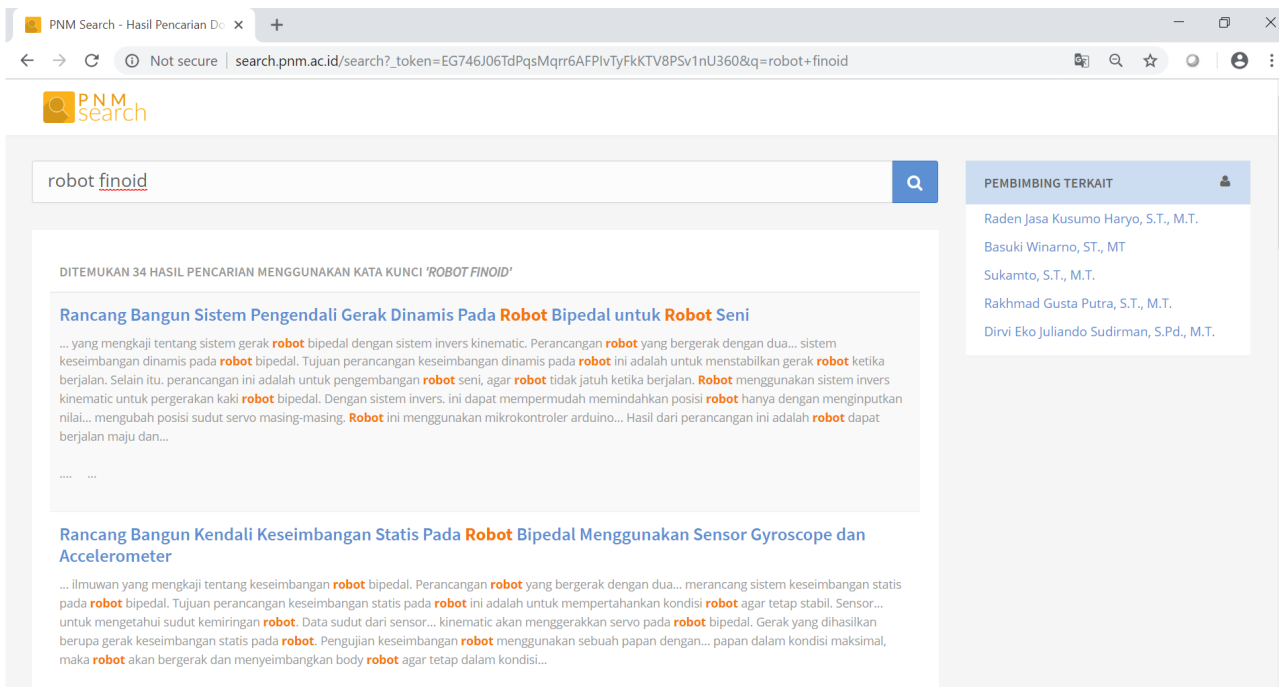 PNM Search - Hasil Pencarian Do
Not secure | search.pnm.ac.id/search?_token=EG746J06TdPqsMqrr6AFPIvTyFkKTV8PSv1nU360&q=robot+finoid
PNM
search
robot finoid
DITEMUKAN 34 HASIL PENCARIAN MENGGUNAKAN KATA KUNCI 'ROBOT FINOID'
Rancang Bangun Sistem Pengendali Gerak Dinamis Pada Robot Bipedal untuk Robot Seni
... yang mengkaji tentang sistem gerak robot bipedal dengan sistem invers kinematic. Perancangan robot yang bergerak dengan dua... sistem
keseimbangan dinamis pada robot bipedal. Tujuan perancangan keseimbangan dinamis pada robot ini adalah untuk menstabilkan gerak robot ketika
berjalan. Selain itu. perancangan ini adalah untuk pengembangan robot seni, agar robot tidak jatuh ketika berjalan. Robot menggunakan sistem invers
kinematic untuk pergerakan kaki robot bipedal. Dengan sistem invers. ini dapat mempermudah memindahkan posisi robot hanya dengan menginputkan
nilai... mengubah posisi sudut servo masing-masing. Robot ini menggunakan mikrokontroler arduino... Hasil dari perancangan ini adalah robot dapat
berjalan maju dan...
.... ...
Rancang Bangun Kendali Keseimbangan Statis Pada Robot Bipedal Menggunakan Sensor Gyroscope dan
Accelerometer
... ilmuwan yang mengkaji tentang keseimbangan robot bipedal. Perancangan robot yang bergerak dengan dua... merancang sistem keseimbangan statis
pada robot bipedal. Tujuan perancangan keseimbangan statis pada robot ini adalah untuk mempertahankan kondisi robot agar tetap stabil. Sensor...
untuk mengetahui sudut kemiringan robot. Data sudut dari sensor... kinematic akan menggerakkan servo pada robot bipedal. Gerak yang dihasilkan
berupa gerak keseimbangan statis pada robot. Pengujian keseimbangan robot menggunakan sebuah papan dengan... papan dalam kondisi maksimal,
maka robot akan bergerak dan menyeimbangkan body robot agar tetap dalam kondisi...
PEMBIMBING TERKAIT
Raden Jasa Kusumo Haryo, S.T., M.T.
Basuki Winarno, ST., MT
Sukamto, S.T., M.T.
Rakhmad Gusta Putra, S.T., M.T.
Dirvi Eko Juliando Sudirman, S.Pd., M.T.